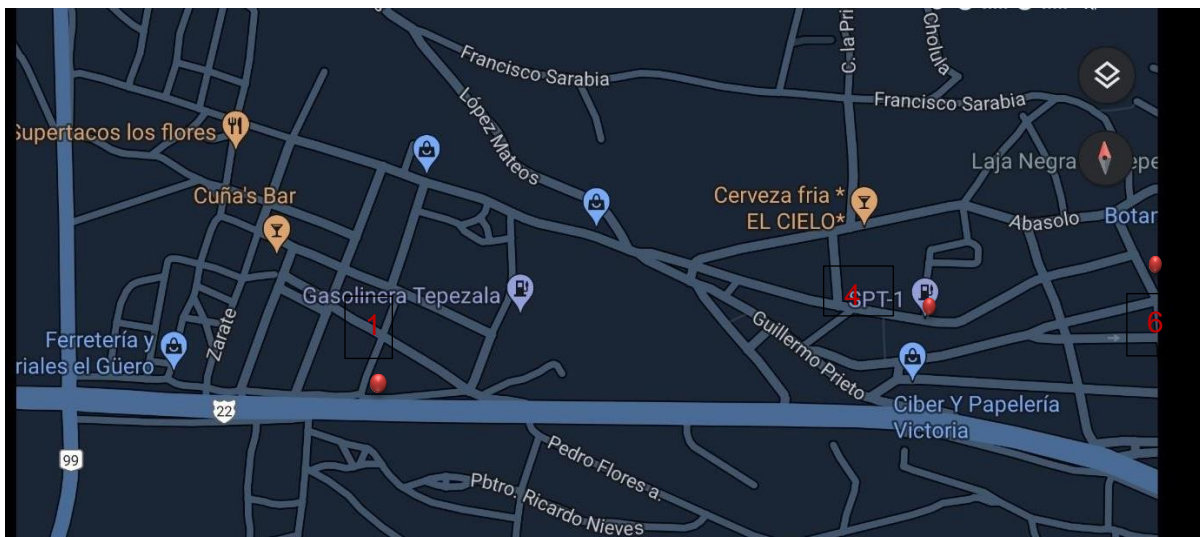 Francisco Sarabia
C. la Pri
Cholula
López Mateos
Francisco Sarabia
Supertacos los flores
Laja Negra
epe
Cuña's Bar
Cerveza fria *
EL CIELO*
Abasolo
Botar
Gasolinera Tepezala
1
4
SPT-1
6
Zarate
Ferretería y
riales el Güero
Guillermo Prieto
22
Ciber Y Papelería
Victoria
99
Pedro Flores a.
Pbtro. Ricardo Nieves